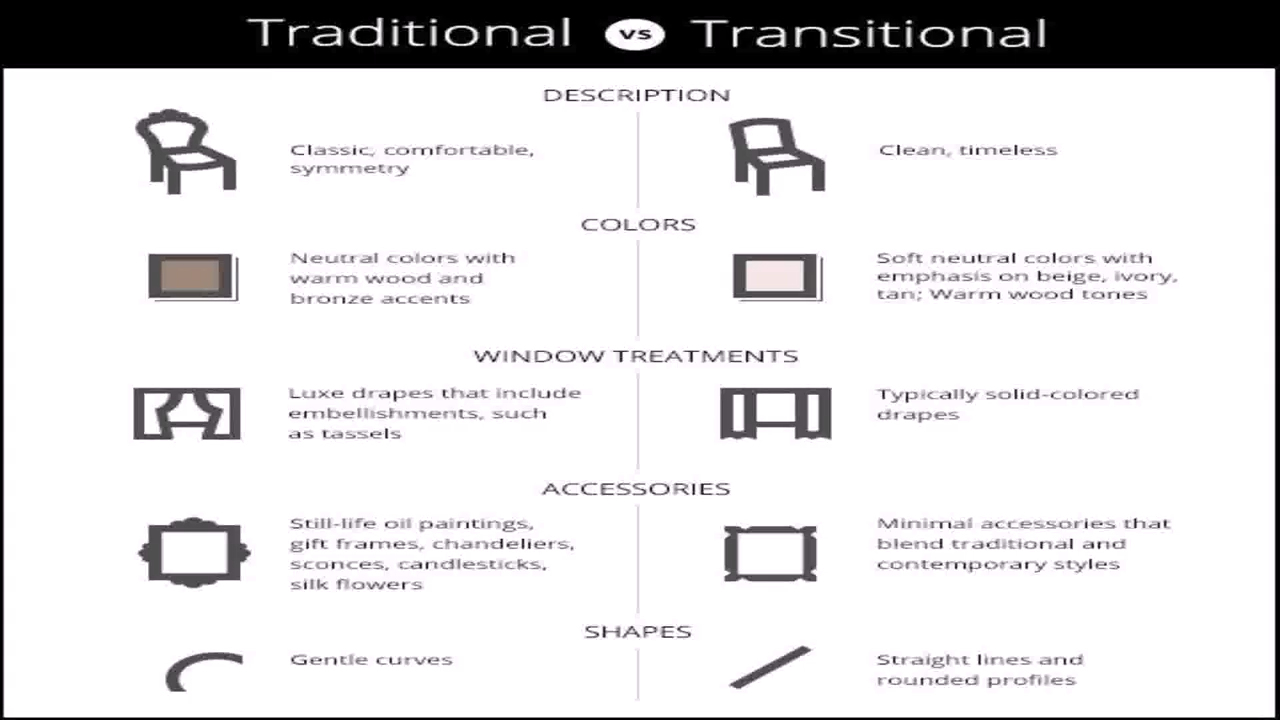 Traditional vs Transitional
DESCRIPTION
Classic, comfortable,
symmetry
Clean, timeless
COLORS
Neutral colors with
warm wood and
bronze accents
Soft neutral colors with
emphasis on beige, ivory,
tan; Warm wood tones
WINDOW TREATMENTS
Luxe drapes that include
embellishments, such
as tassels
Typically solid-colored
drapes
ACCESSORIES
Still-life oil paintings,
gift frames, chandeliers,
sconces, candlesticks,
silk flowers
Minimal accessories that
blend traditional and
contemporary styles
SHAPES
Gentle curves
Straight lines and
rounded profiles